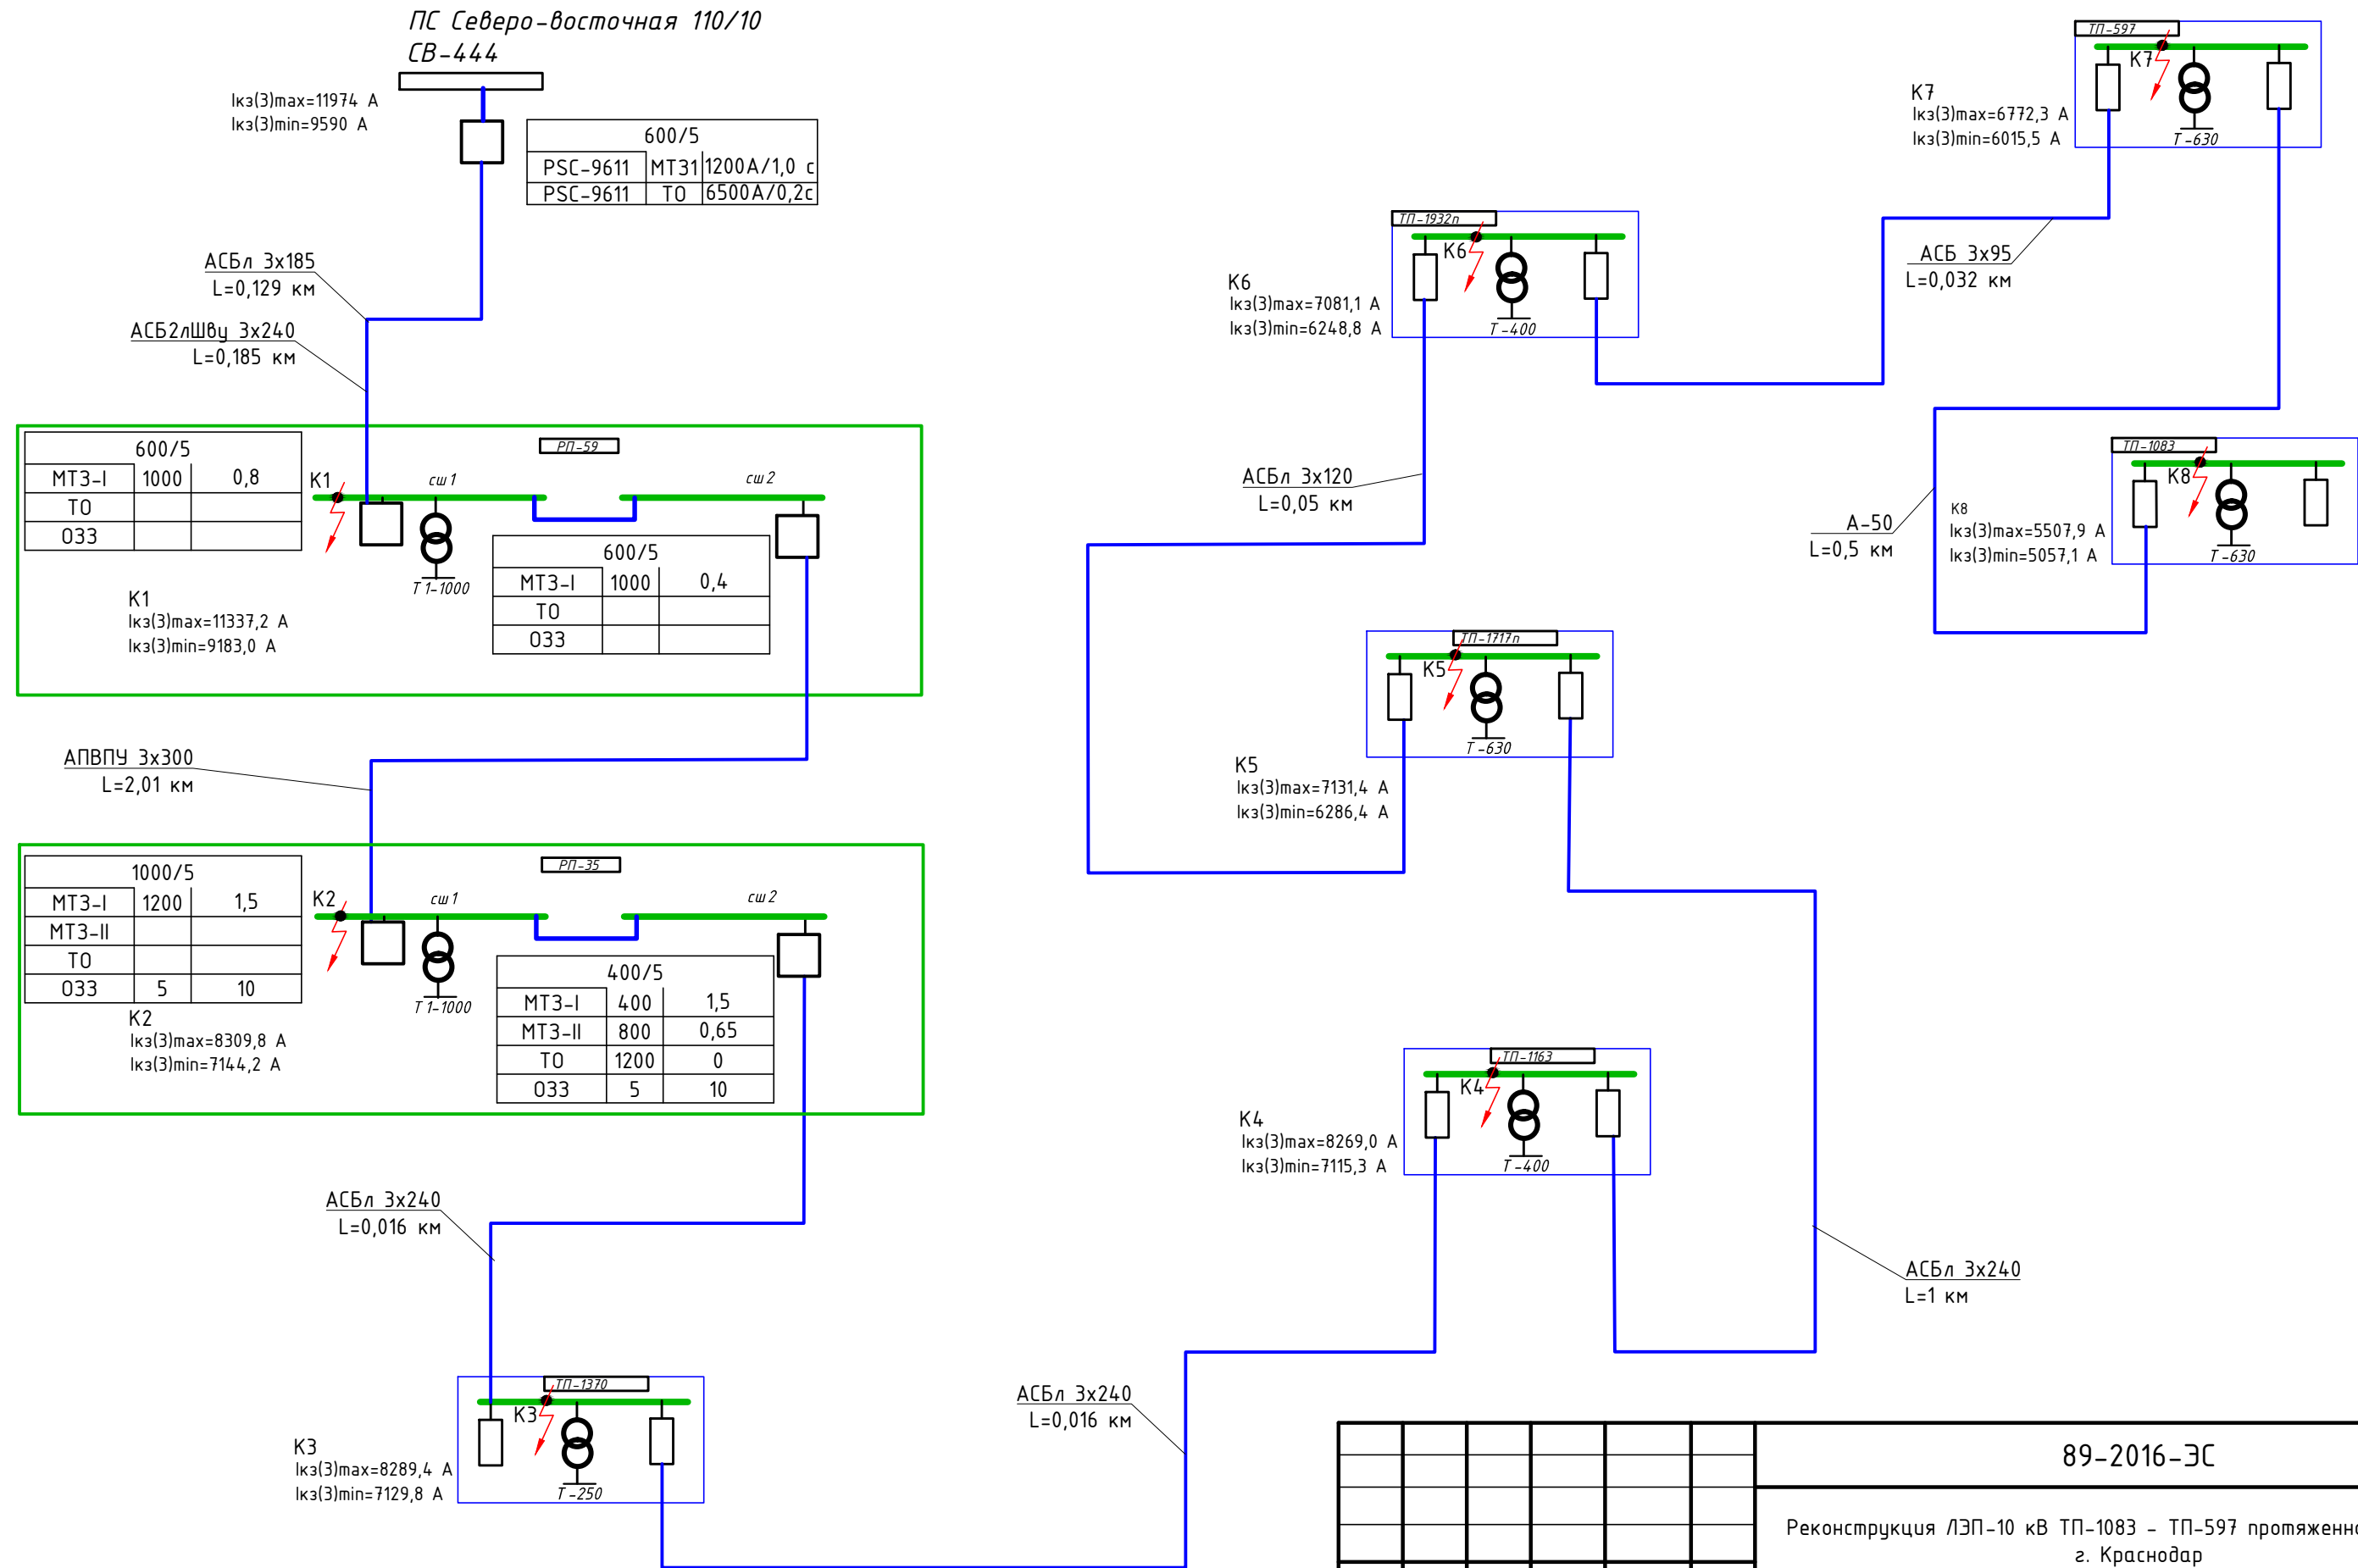 ПС Северо-восточная 110/10
СВ-444
Iкз(3)max=11974 А
Iкз(3)min=9590 А
600/5
PSC-9611 МТЗ1 1200А/1,0 с
PSC-9611 ТО 6500А/0,2с
АСБл 3х185
L=0,129 км
АСБ2лШву 3х240
L=0,185 км
РП-59
600/5
МТЗ-I 1000 0,8
ТО
ОЗЗ
К1
сш1
сш2
Т1-1000
600/5
МТЗ-I 1000 0,4
ТО
ОЗЗ
К1
Iкз(3)max=11337,2 А
Iкз(3)min=9183,0 А
АПВПУ 3х300
L=2,01 км
РП-35
1000/5
МТЗ-I 1200 1,5
МТЗ-II
ТО
ОЗЗ 5 10
К2
сш1
сш2
Т1-1000
400/5
МТЗ-I 400 1,5
МТЗ-II 800 0,65
ТО 1200 0
ОЗЗ 5 10
К2
Iкз(3)max=8309,8 А
Iкз(3)min=7144,2 А
АСБл 3х240
L=0,016 км
ТП-1370
К3
Т-250
К3
Iкз(3)max=8289,4 А
Iкз(3)min=7129,8 А
АСБл 3х240
L=0,016 км
ТП-1163
К4
Т-400
К4
Iкз(3)max=8269,0 А
Iкз(3)min=7115,3 А
АСБл 3х240
L=1 км
ТП-1717п
К5
Т-630
К5
Iкз(3)max=7131,4 А
Iкз(3)min=6286,4 А
АСБл 3х120
L=0,05 км
ТП-1932п
К6
Т-400
К6
Iкз(3)max=7081,1 А
Iкз(3)min=6248,8 А
АСБ 3х95
L=0,032 км
ТП-597
К7
Т-630
К7
Iкз(3)max=6772,3 А
Iкз(3)min=6015,5 А
А-50
L=0,5 км
ТП-1083
К8
Т-630
К8
Iкз(3)max=5507,9 А
Iкз(3)min=5057,1 А
89-2016-ЭС
Реконструкция ЛЭП-10 кВ ТП-1083 - ТП-597
г. Краснодар